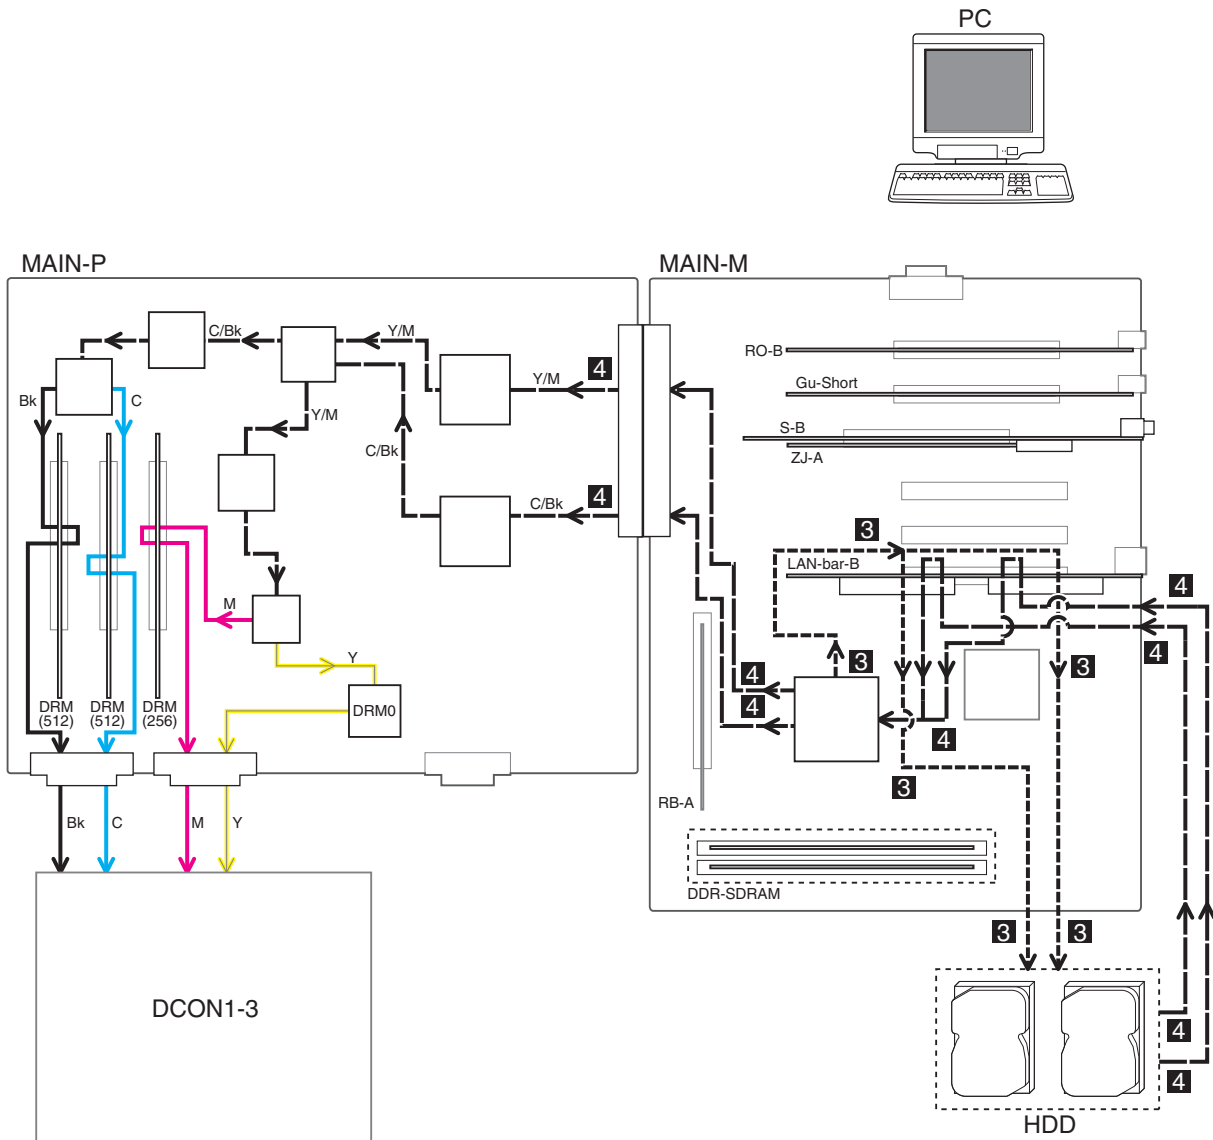 PC
MAIN-P
MAIN-M
C/Bk
Y/M
4
RO-B
Y/M
Gu-Short
Bk
C
Y/M
S-B
C/Bk
ZJ-A
4
C/Bk
3
LAN-bar-B
4
M
4
Y
3
3
4
4
DRM
(512)
DRM
(512)
DRM
(256)
DRM0
4
3
RB-A
Bk
C
M
Y
DDR-SDRAM
3
3
DCON1-3
4
4
HDD